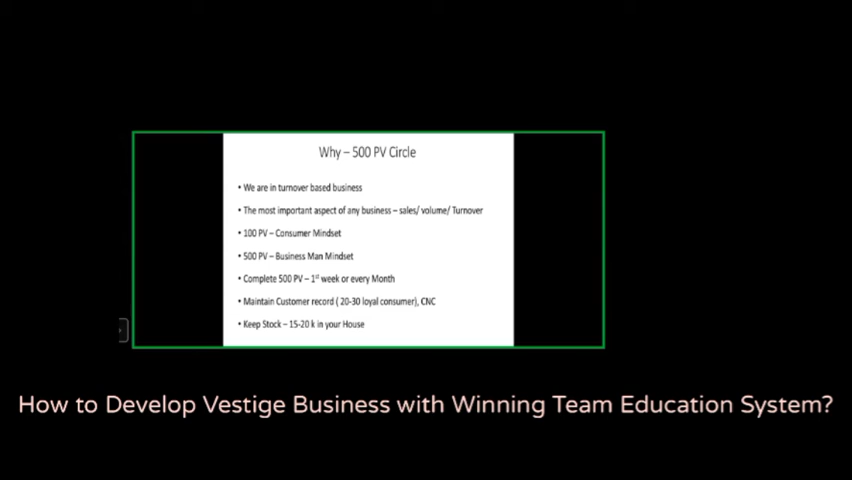 Why – 500 PV Circle
• We are in turnover based business
• The most important aspect of any business – sales/ volume/ Turnover
• 100 PV – Consumer Mindset
• 500 PV – Business Man Mindset
• Complete 500 PV – 1st week or every Month
• Maintain Customer record ( 20-30 loyal consumer), CNC
• Keep Stock – 15-20 k in your House
How to Develop Vestige Business with Winning Team Education System?